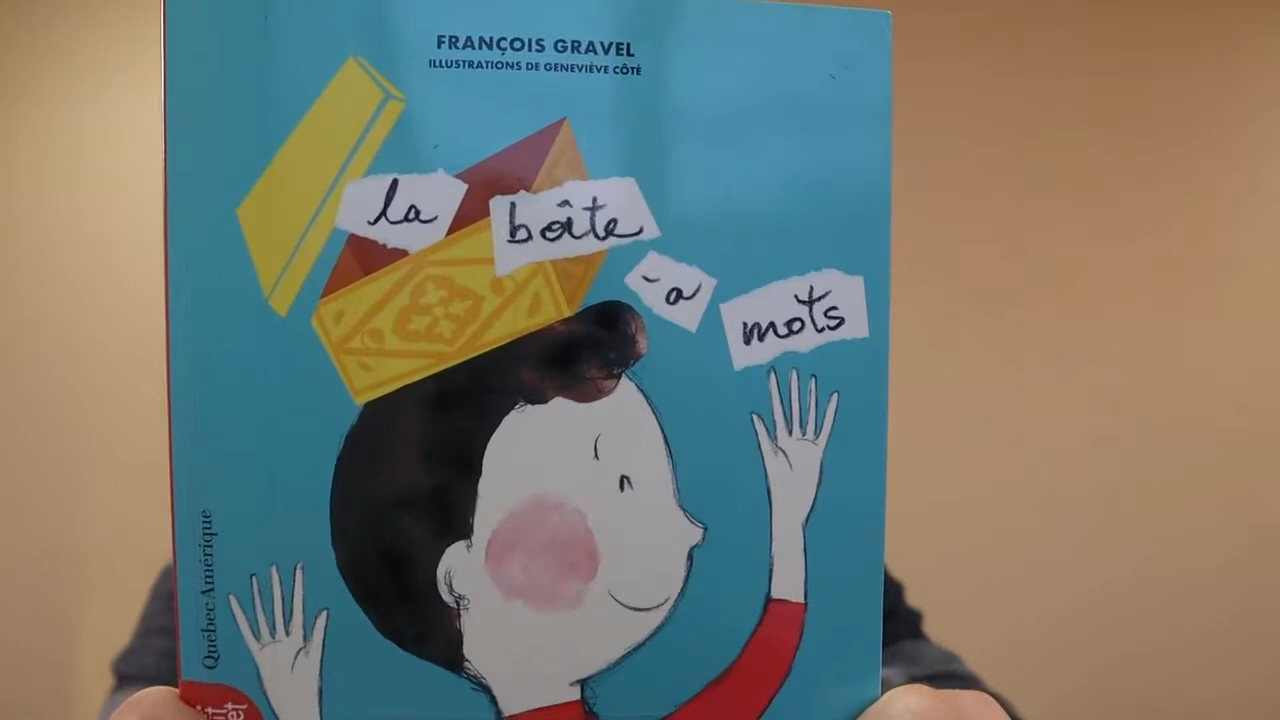 FRANÇOIS GRAVEL
ILLUSTRATIONS DE GENEVIÈVE CÔTÉ
la boîte à mots
Québec Amérique